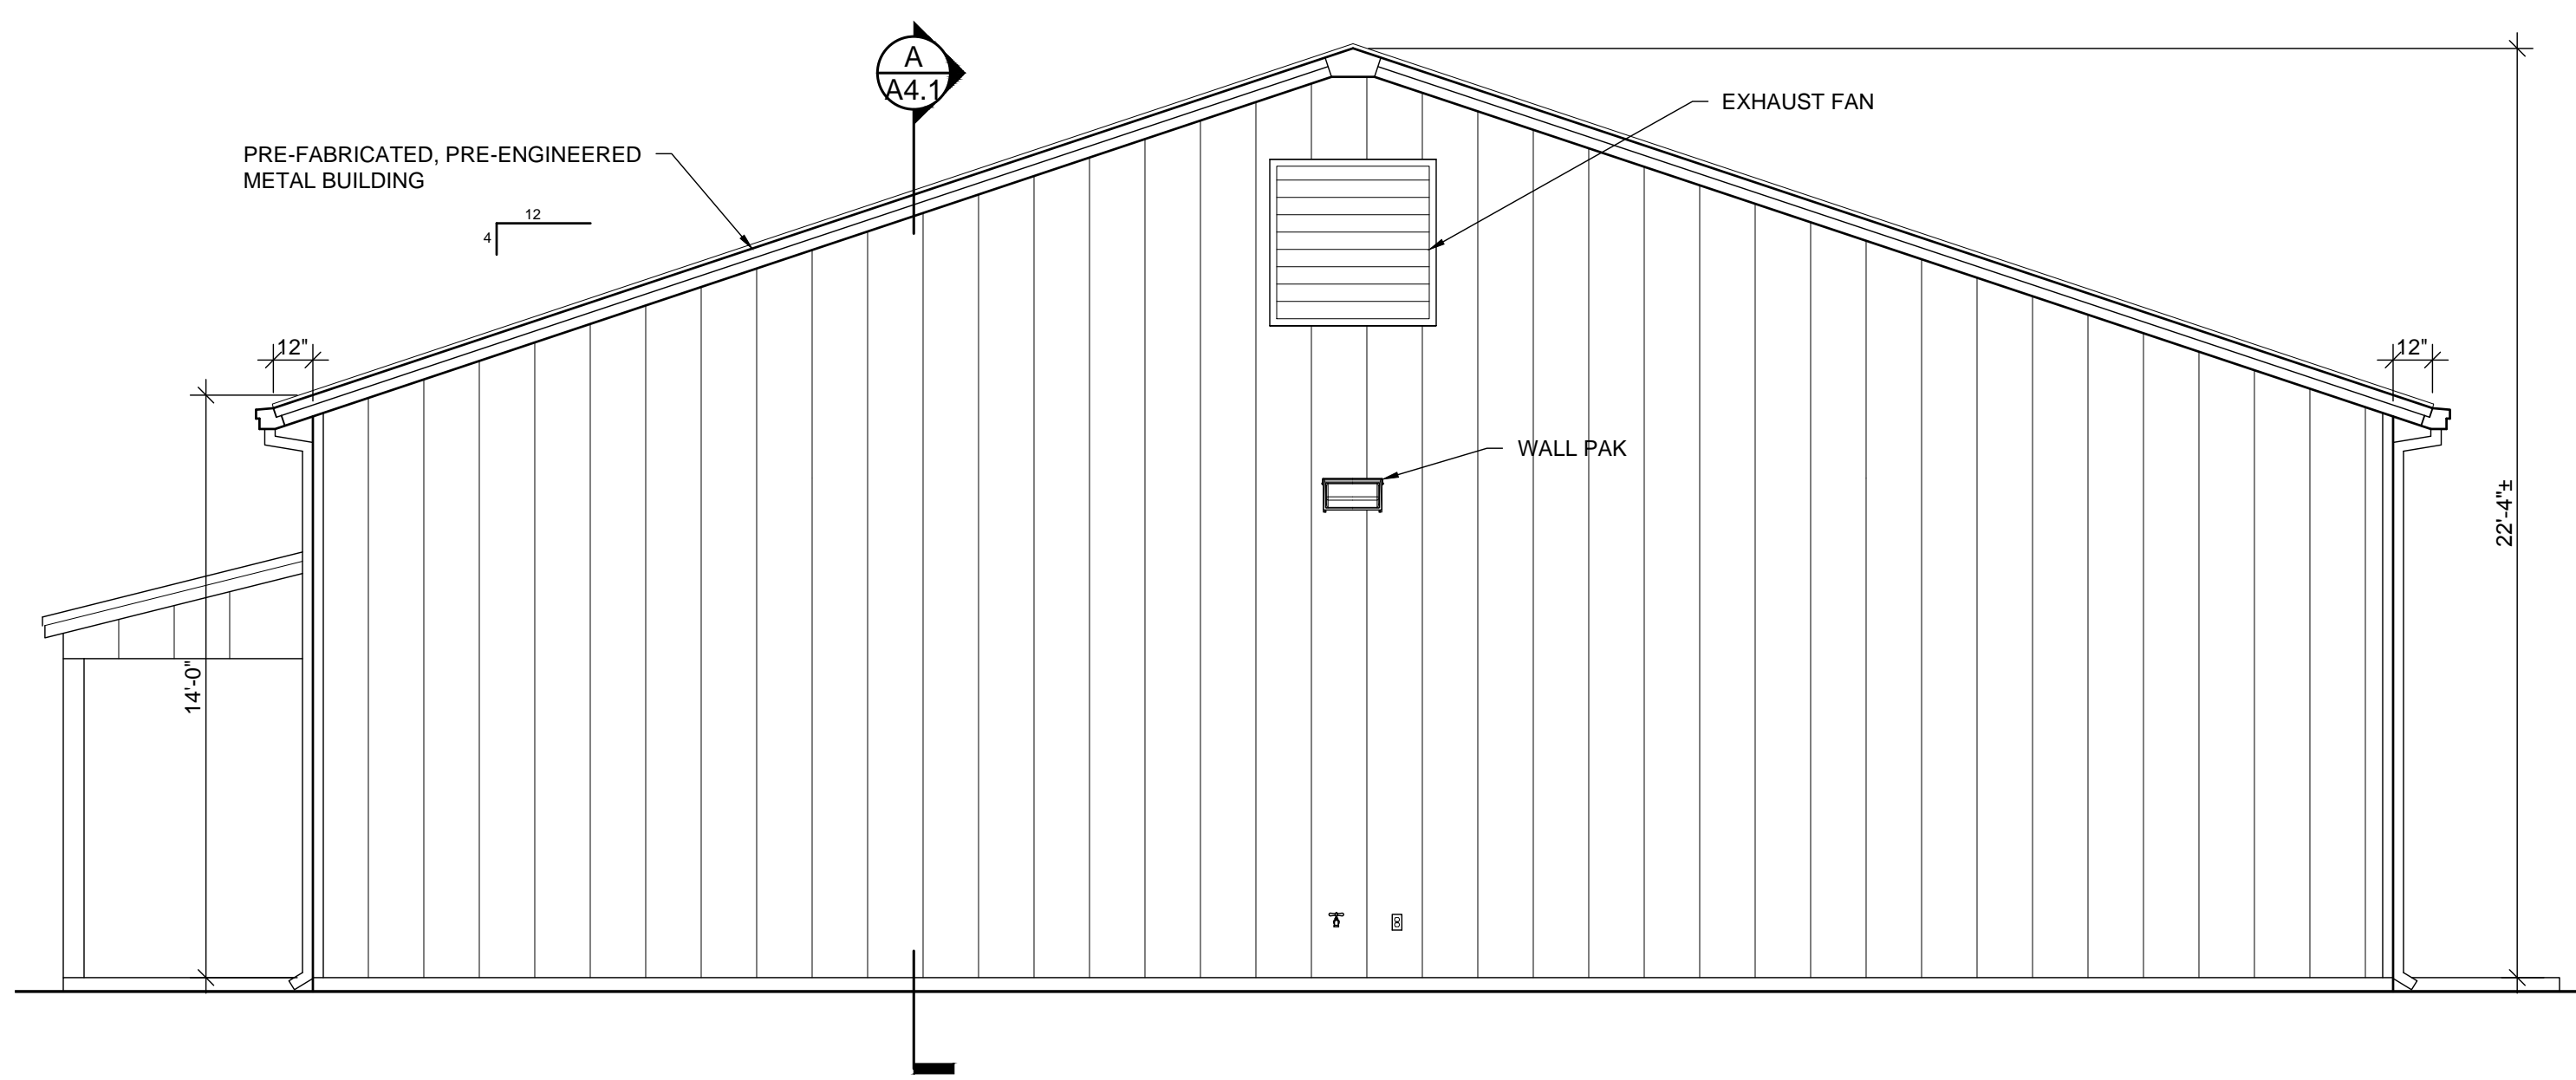 A
A4.1
EXHAUST FAN
PRE-FABRICATED, PRE-ENGINEERED
METAL BUILDING
12
4
12"
12"
WALL PAK
22'-4"±
14'-0"